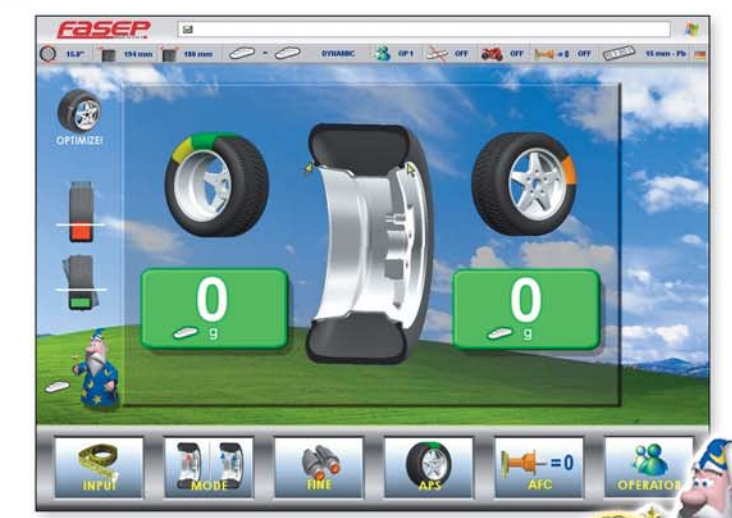 FASEP
15.0" 194 mm 186 mm - DYNAMIC OP 1 OFF OFF = 0 OFF 15 mm - Pb
OPTIMIZE!
0 0
g g
INPUT MODE FINE APS AFC =0 OPERATOR